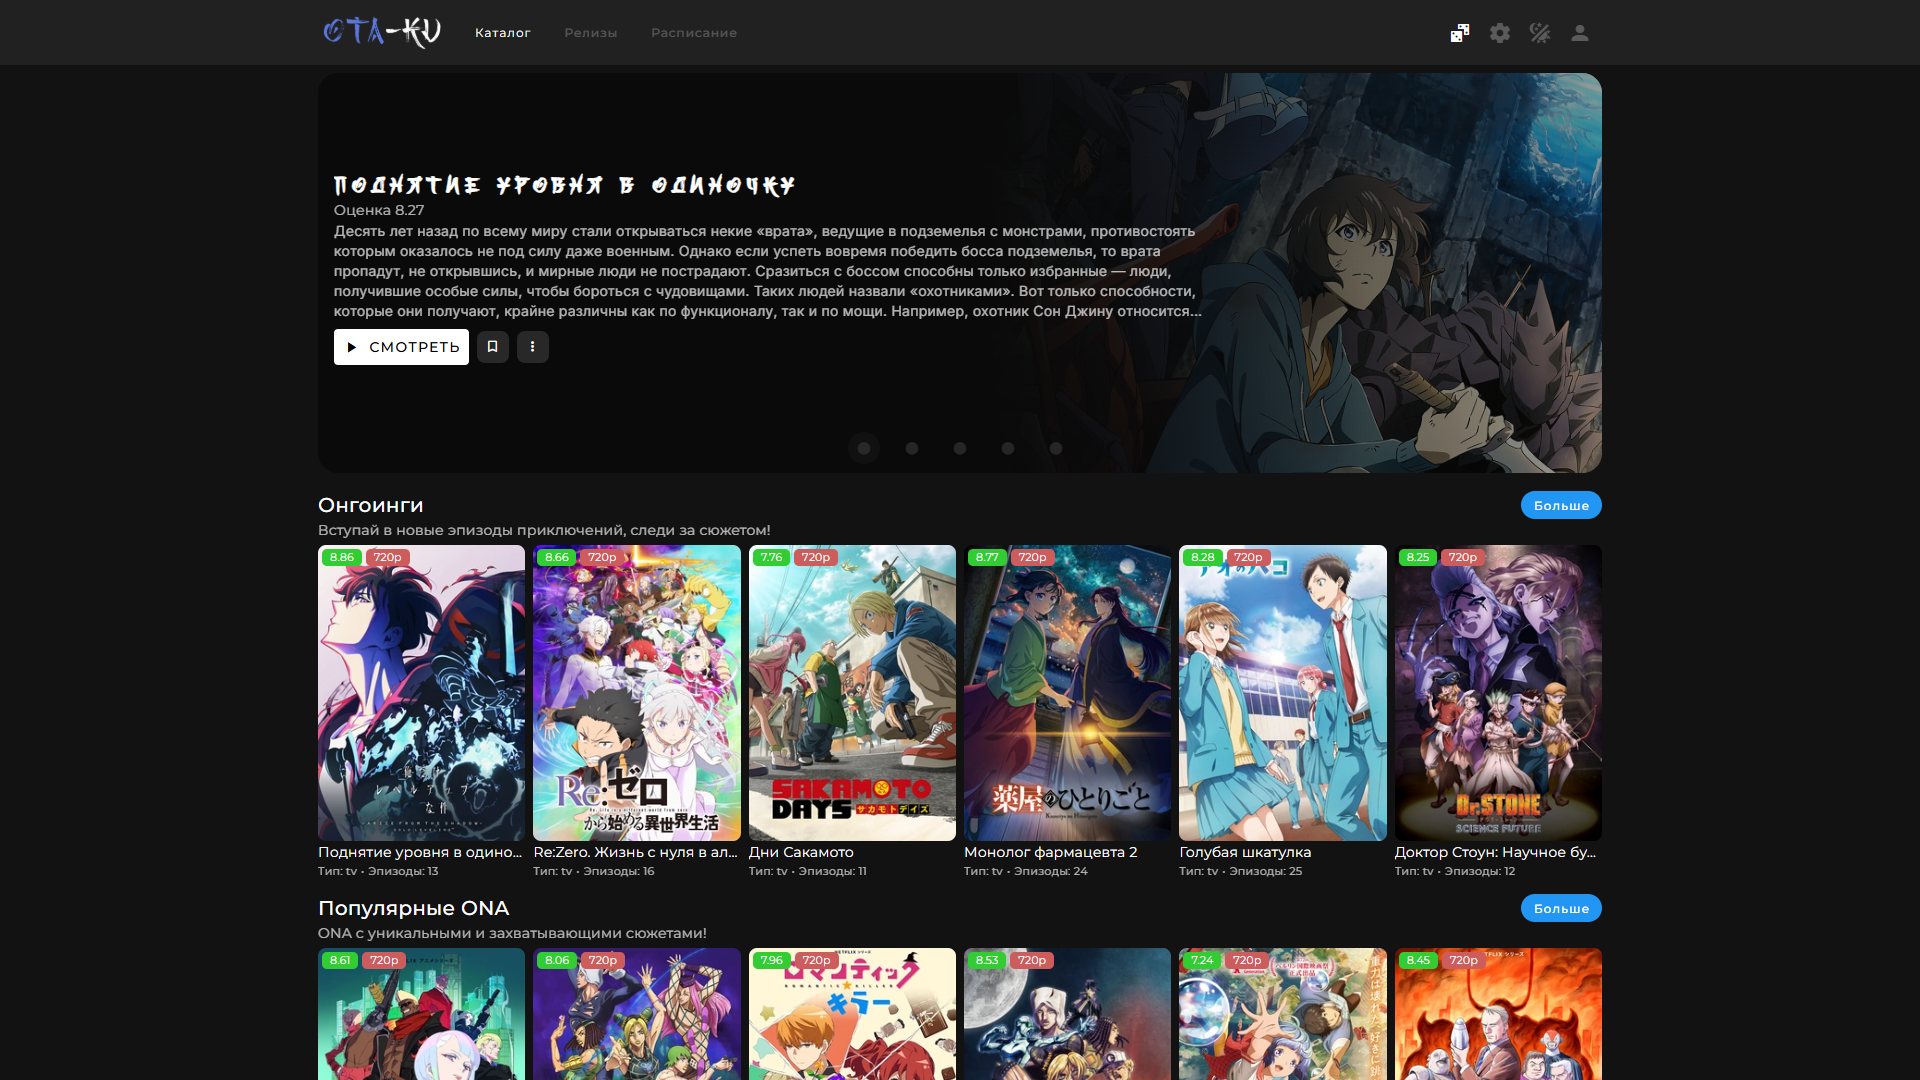 OTA-KU
Каталог
Релизы
Расписание
ПОДНЯТИЕ УРОВНЯ В ОДИНОЧКУ
Оценка 8.27
Десять лет назад по всему миру стали открываться некие «врата», ведущие в подземелья с монстрами, противостоять
которым оказалось не под силу даже военным. Однако если успеть вовремя победить босса подземелья, то врата
пропадут, не открывшись, и мирные люди не пострадают. Сразиться с боссом способны только избранные — люди,
получившие особые силы, чтобы бороться с чудовищами. Таких людей назвали «охотниками». Вот только способности,
которые они получают, крайне различны как по функционалу, так и по мощи. Например, охотник Сон Джину относится...
СМОТРЕТЬ
Онгоинги
Больше
Вступай в новые эпизоды приключений, следи за сюжетом!
8.86 720p
8.66 720p
7.76 720p
8.77 720p
8.28 720p
8.25 720p
Re:ゼロ
から始める異世界生活
SAKAMOTO
DAYS サカモトデイズ
薬屋のひとりごと
Dr.STONE
SCIENCE FUTURE
Поднятие уровня в одино...
Re:Zero. Жизнь с нуля в ал...
Дни Сакамото
Монолог фармацевта 2
Голубая шкатулка
Доктор Стоун: Научное бу...
Тип: tv • Эпизоды: 13
Тип: tv • Эпизоды: 16
Тип: tv • Эпизоды: 11
Тип: tv • Эпизоды: 24
Тип: tv • Эпизоды: 25
Тип: tv • Эпизоды: 12
Популярные ONA
Больше
ONA с уникальными и захватывающими сюжетами!
8.61 720p
8.06 720p
7.96 720p
8.53 720p
7.24 720p
8.45 720p
ロマンティック
ROMANTIC KILLER
キラー